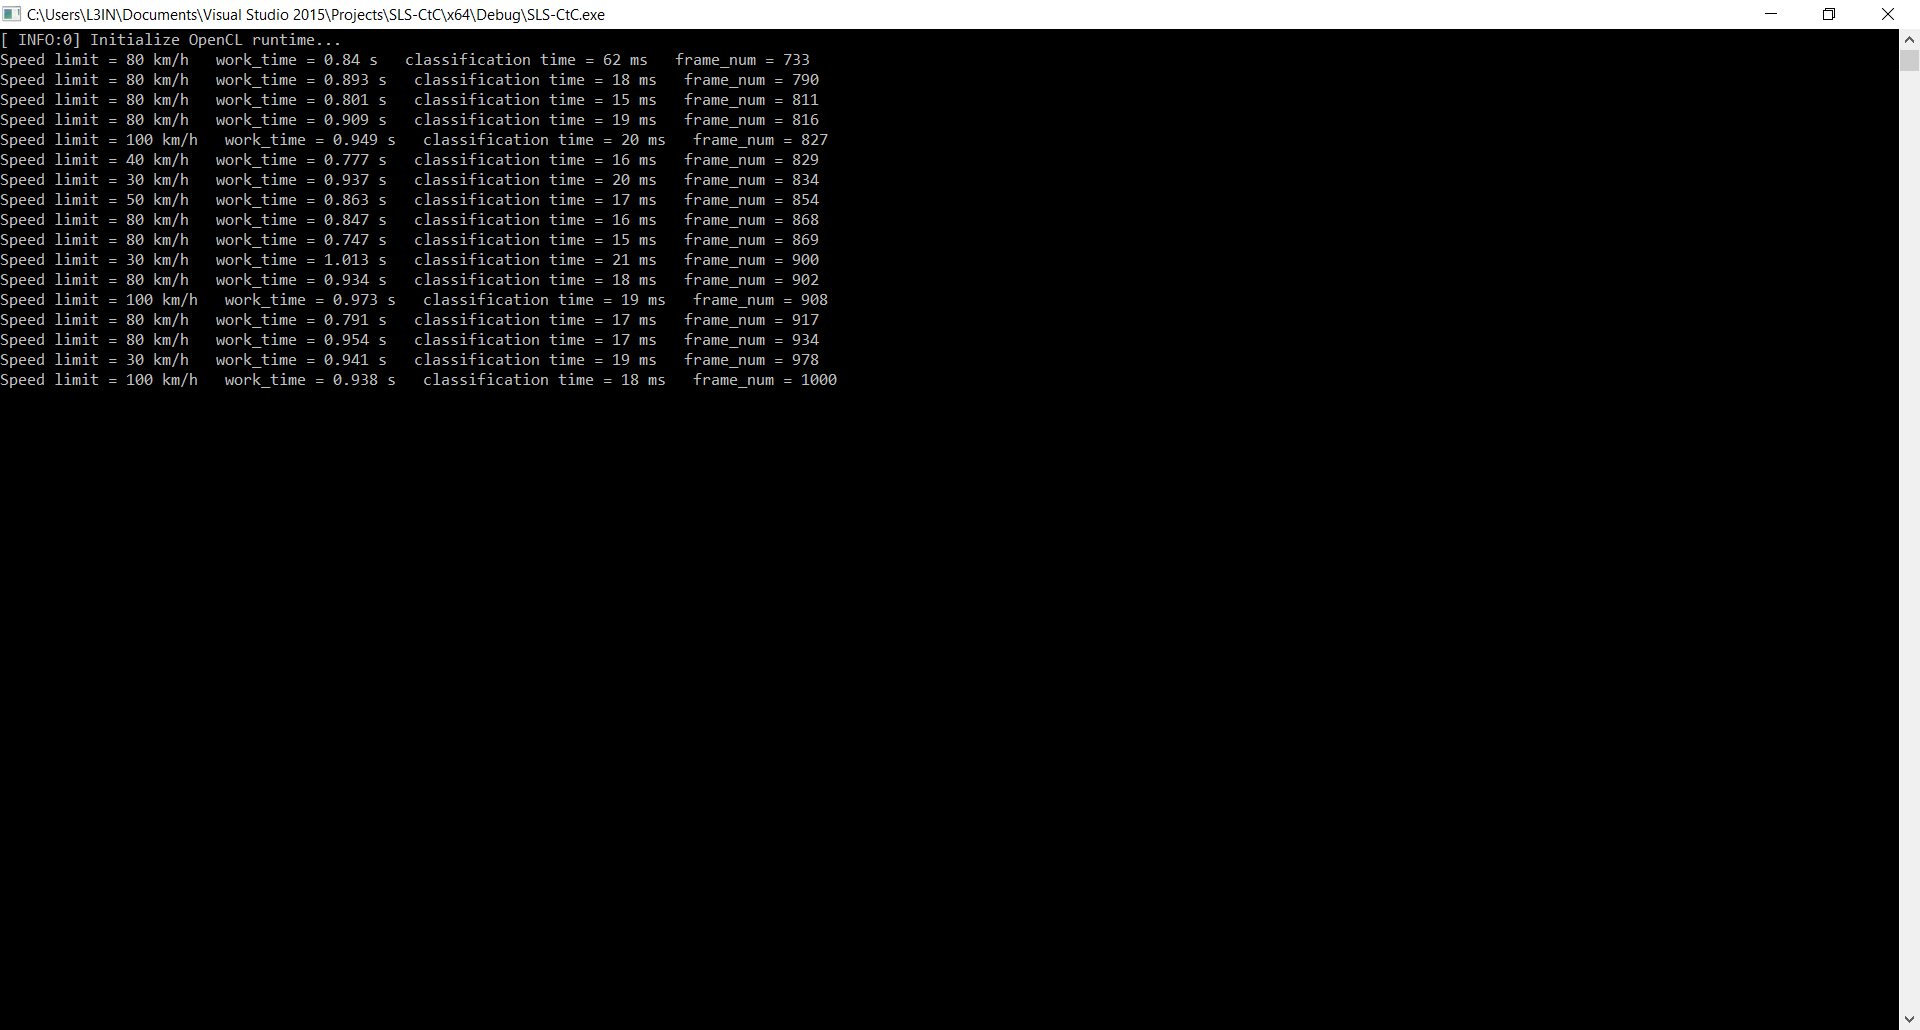 C:\Users\L3IN\Documents\Visual Studio 2015\Projects\SLS-CtC\x64\Debug\SLS-CtC.exe
[ INFO:0] Initialize OpenCL runtime...
Speed limit = 80 km/h   work_time = 0.84 s   classification time = 62 ms   frame_num = 733
Speed limit = 80 km/h   work_time = 0.893 s   classification time = 18 ms   frame_num = 790
Speed limit = 80 km/h   work_time = 0.801 s   classification time = 15 ms   frame_num = 811
Speed limit = 80 km/h   work_time = 0.909 s   classification time = 19 ms   frame_num = 816
Speed limit = 100 km/h   work_time = 0.949 s   classification time = 20 ms   frame_num = 827
Speed limit = 40 km/h   work_time = 0.777 s   classification time = 16 ms   frame_num = 829
Speed limit = 30 km/h   work_time = 0.937 s   classification time = 20 ms   frame_num = 834
Speed limit = 50 km/h   work_time = 0.863 s   classification time = 17 ms   frame_num = 854
Speed limit = 80 km/h   work_time = 0.847 s   classification time = 16 ms   frame_num = 868
Speed limit = 80 km/h   work_time = 0.747 s   classification time = 15 ms   frame_num = 869
Speed limit = 30 km/h   work_time = 1.013 s   classification time = 21 ms   frame_num = 900
Speed limit = 80 km/h   work_time = 0.934 s   classification time = 18 ms   frame_num = 902
Speed limit = 100 km/h   work_time = 0.973 s   classification time = 19 ms   frame_num = 908
Speed limit = 80 km/h   work_time = 0.791 s   classification time = 17 ms   frame_num = 917
Speed limit = 80 km/h   work_time = 0.954 s   classification time = 17 ms   frame_num = 934
Speed limit = 30 km/h   work_time = 0.941 s   classification time = 19 ms   frame_num = 978
Speed limit = 100 km/h   work_time = 0.938 s   classification time = 18 ms   frame_num = 1000